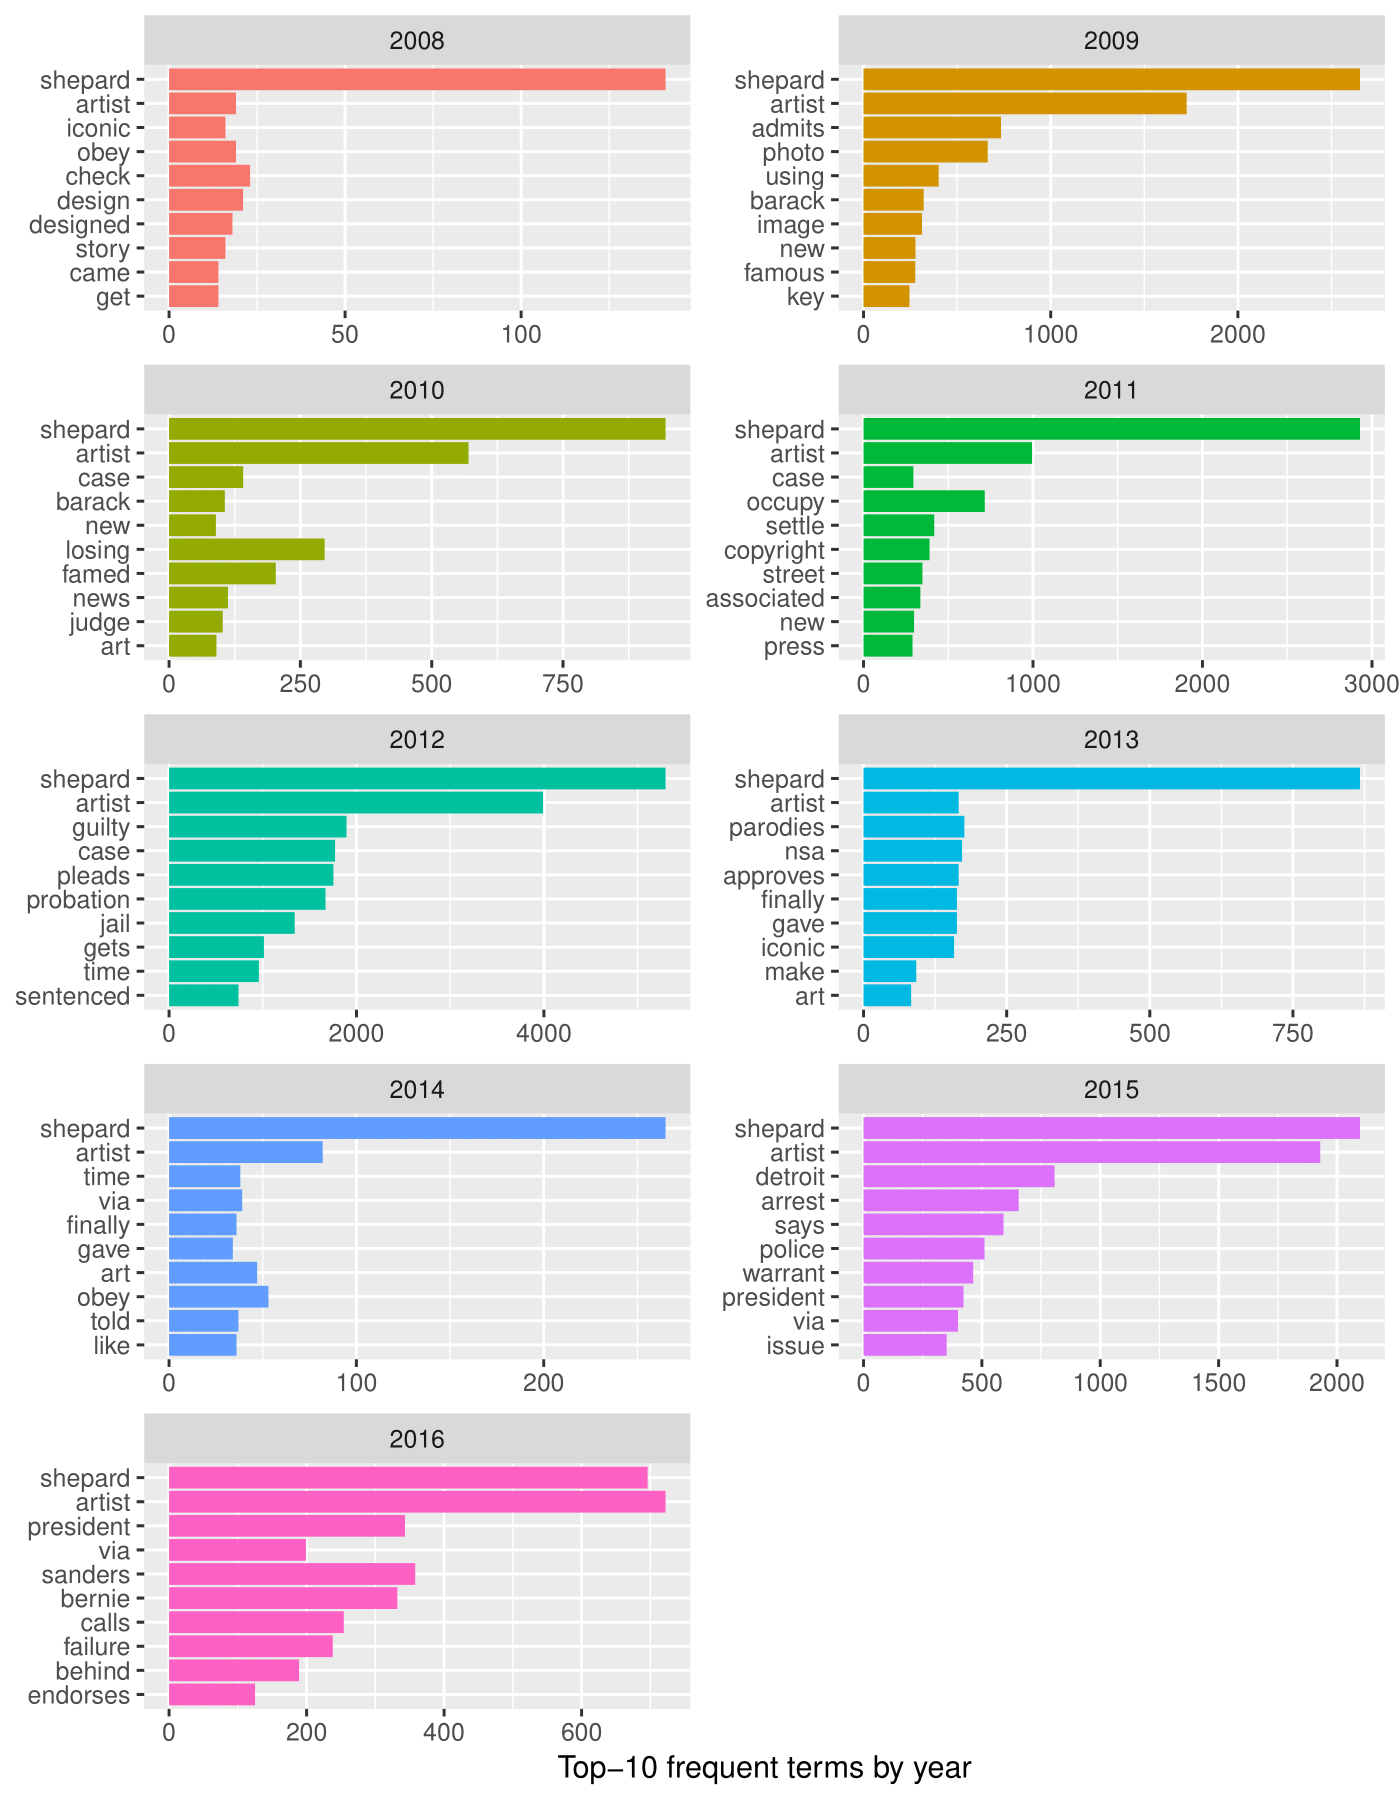 2008
shepard
artist
iconic
obey
check
design
designed
story
came
get
0 50 100
2009
shepard
artist
admits
photo
using
barack
image
new
famous
key
0 1000 2000
2010
shepard
artist
case
barack
new
losing
famed
news
judge
art
0 250 500 750
2011
shepard
artist
case
occupy
settle
copyright
street
associated
new
press
0 1000 2000 3000
2012
shepard
artist
guilty
case
pleads
probation
jail
gets
time
sentenced
0 2000 4000
2013
shepard
artist
parodies
nsa
approves
finally
gave
iconic
make
art
0 250 500 750
2014
shepard
artist
time
via
finally
gave
art
obey
told
like
0 100 200
2015
shepard
artist
detroit
arrest
says
police
warrant
president
via
issue
0 500 1000 1500 2000
2016
shepard
artist
president
via
sanders
bernie
calls
failure
behind
endorses
0 200 400 600
Top−10 frequent terms by year